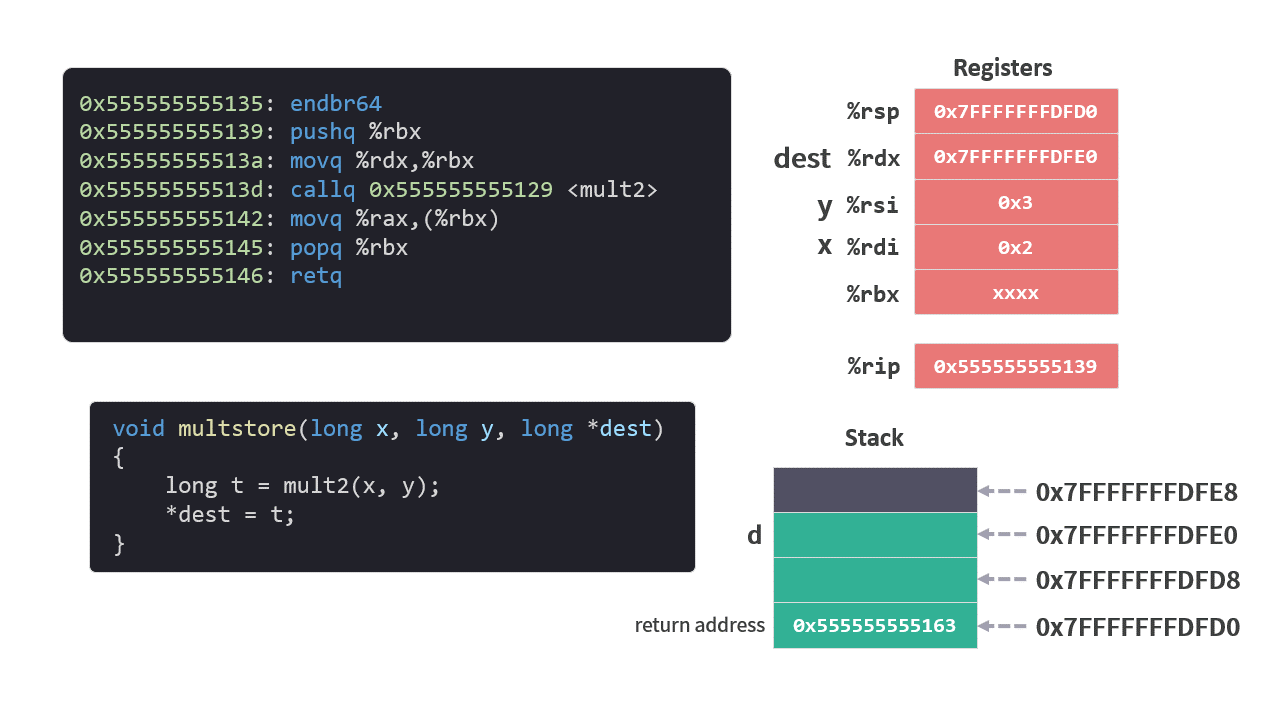 0x555555555135: endbr64
0x555555555139: pushq %rbx
0x55555555513a: movq %rdx,%rbx
0x55555555513d: callq 0x555555555129 <mult2>
0x555555555142: movq %rax,(%rbx)
0x555555555145: popq %rbx
0x555555555146: retq
void multstore(long x, long y, long *dest)
{
    long t = mult2(x, y);
    *dest = t;
}
Registers
%rsp 0x7FFFFFFFDFD0
dest %rdx 0x7FFFFFFFDFE0
y %rsi 0x3
x %rdi 0x2
%rbx xxxx
%rip 0x555555555139
Stack
0x7FFFFFFFDFE8
d 0x7FFFFFFFDFE0
0x7FFFFFFFDFD8
return address 0x555555555163 0x7FFFFFFFDFD0